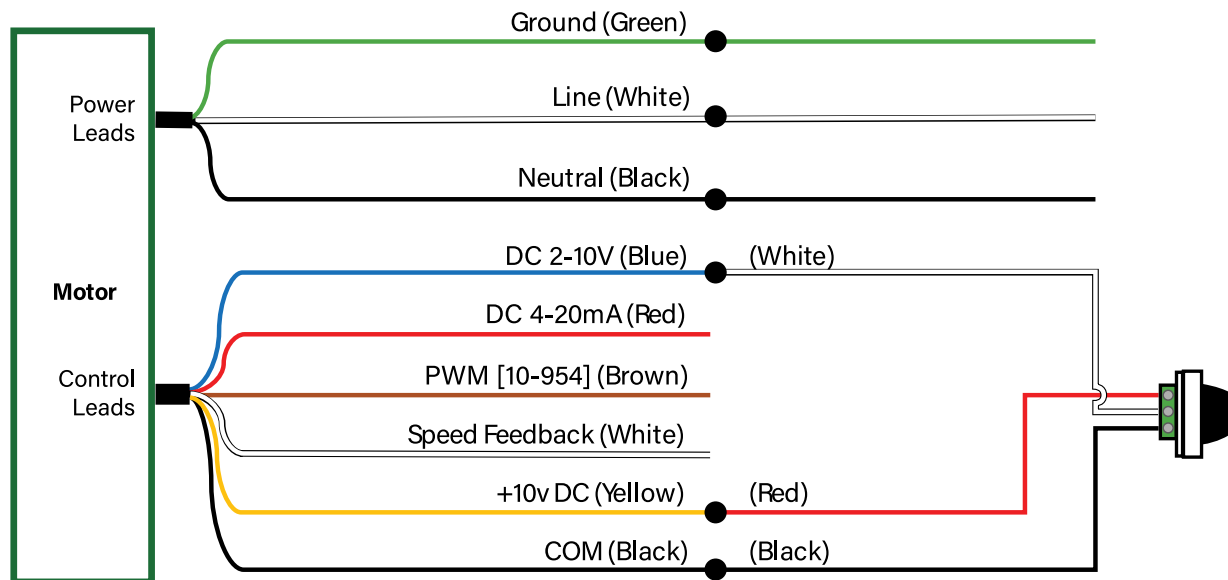 Ground (Green)
Line (White)
Power
Leads
Neutral (Black)
DC 2-10V (Blue) (White)
Motor
DC 4-20mA (Red)
PWM [10-954] (Brown)
Control
Leads
Speed Feedback (White)
+10v DC (Yellow) (Red)
COM (Black) (Black)